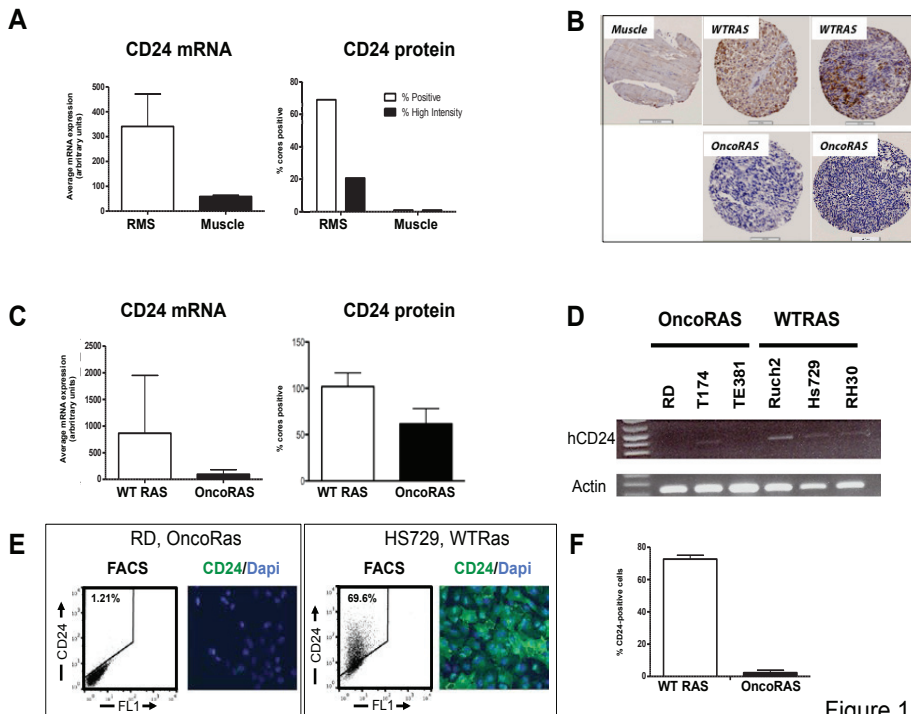 A
CD24 mRNA
CD24 protein
Average mRNA expression
(arbritrary units)
500
400
300
200
100
0
RMS
Muscle
% cores positive
80
60
40
20
0
% Positive
% High Intensity
RMS
Muscle
B
Muscle
WTRAS
WTRAS
OncoRAS
OncoRAS
C
CD24 mRNA
CD24 protein
Average mRNA expression
(arbritrary units)
2500
2000
1500
1000
500
0
WT RAS
OncoRAS
% cores positive
150
100
50
0
WT RAS
OncoRAS
D
OncoRAS
WTRAS
RD
T174
TE381
Ruch2
Hs729
RH30
hCD24
Actin
E
RD, OncoRas
FACS
CD24/Dapi
1.21%
CD24
FL1
HS729, WTRas
FACS
CD24/Dapi
69.6%
CD24
FL1
F
% CD24-positive cells
80
60
40
20
0
WT RAS
OncoRAS
Figure 1